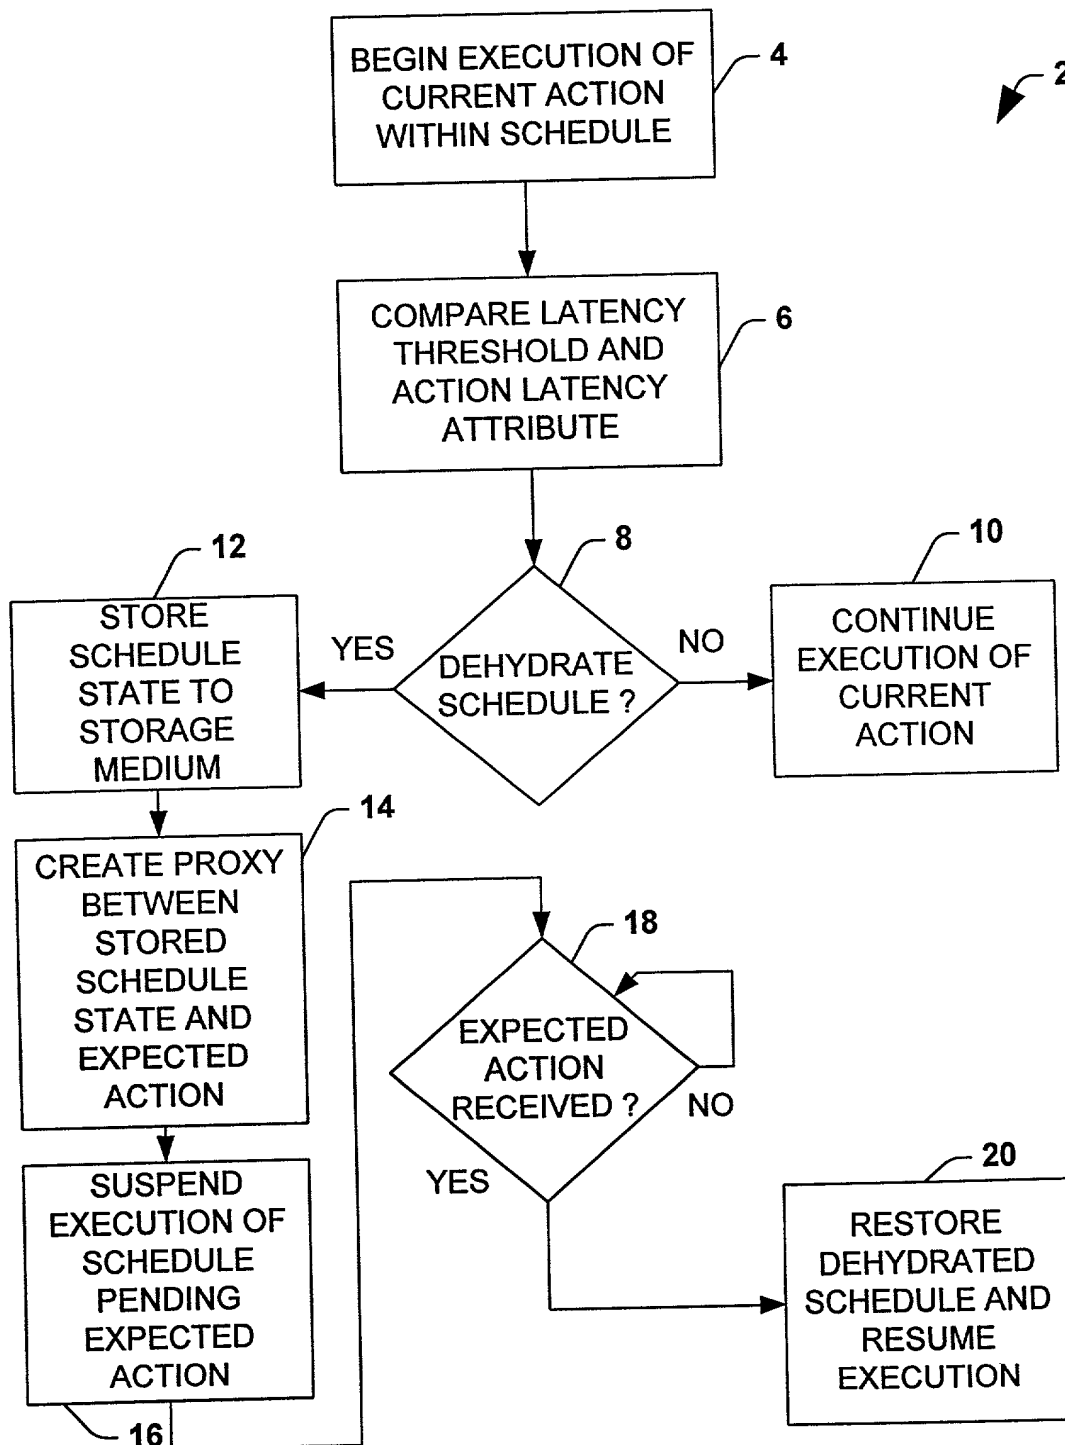 BEGIN EXECUTION OF
CURRENT ACTION
WITHIN SCHEDULE
4
2
COMPARE LATENCY
THRESHOLD AND
ACTION LATENCY
ATTRIBUTE
6
8
DEHYDRATE
SCHEDULE ?
YES
NO
10
CONTINUE
EXECUTION OF
CURRENT
ACTION
12
STORE
SCHEDULE
STATE TO
STORAGE
MEDIUM
14
CREATE PROXY
BETWEEN
STORED
SCHEDULE
STATE AND
EXPECTED
ACTION
SUSPEND
EXECUTION OF
SCHEDULE
PENDING
EXPECTED
ACTION
16
18
EXPECTED
ACTION
RECEIVED ?
NO
YES
20
RESTORE
DEHYDRATED
SCHEDULE AND
RESUME
EXECUTION